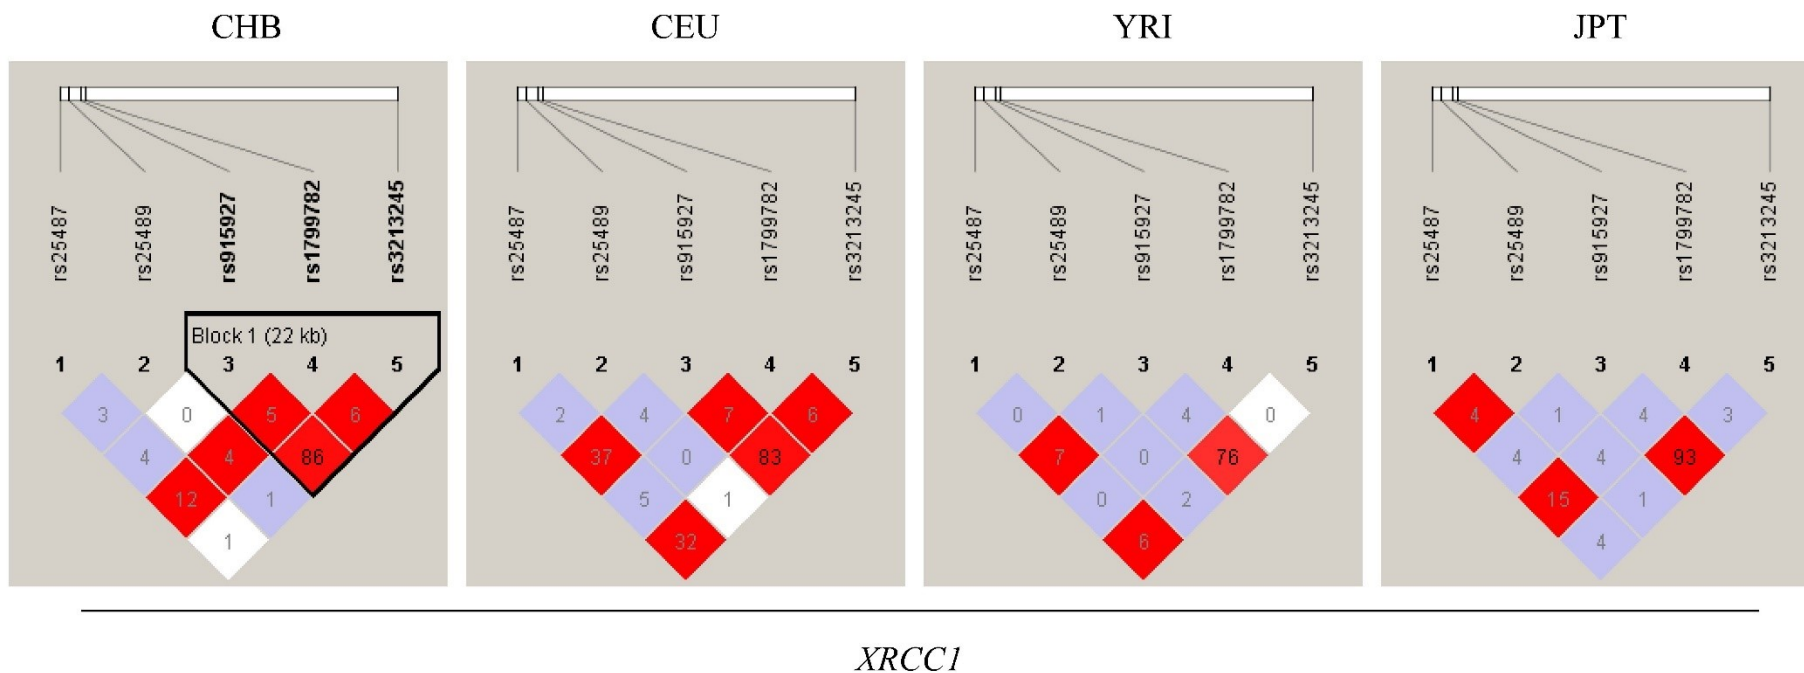 CHB CEU YRI JPT
rs25487 rs25489 rs915927 rs1799782 rs3213245 rs25487 rs25489 rs915927 rs1799782 rs3213245 rs25487 rs25489 rs915927 rs1799782 rs3213245 rs25487 rs25489 rs915927 rs1799782 rs3213245
Block 1 (22 kb)
1 2 3 4 5 1 2 3 4 5 1 2 3 4 5 1 2 3 4 5
3 0 5 6 2 4 7 6 0 1 4 0 4 1 4 3
4 4 86 37 0 83 7 0 76 4 4 93
12 1 5 1 0 2 15 1
1 32 6 4
XRCC1